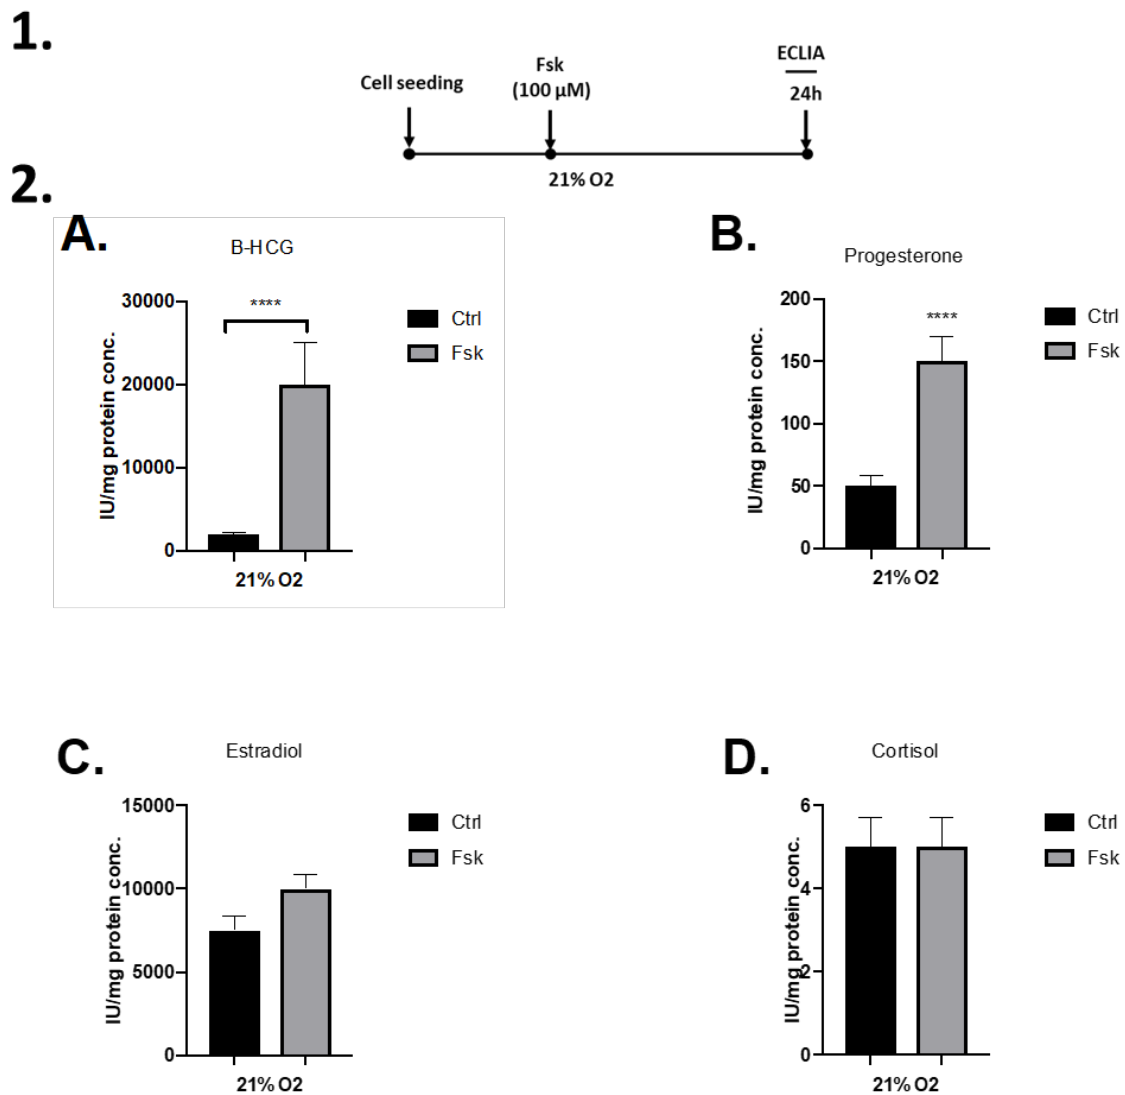 1.
Cell seeding
Fsk
(100 µM)
ECLIA
24h
21% O2
2.
A.
B-HCG
****
30000
20000
10000
0
IU/mg protein conc.
21% O2
Ctrl
Fsk
B.
Progesterone
****
200
150
100
50
0
IU/mg protein conc.
21% O2
Ctrl
Fsk
C.
Estradiol
15000
10000
5000
0
IU/mg protein conc.
21% O2
Ctrl
Fsk
D.
Cortisol
6
4
2
0
IU/mg protein conc.
21% O2
Ctrl
Fsk